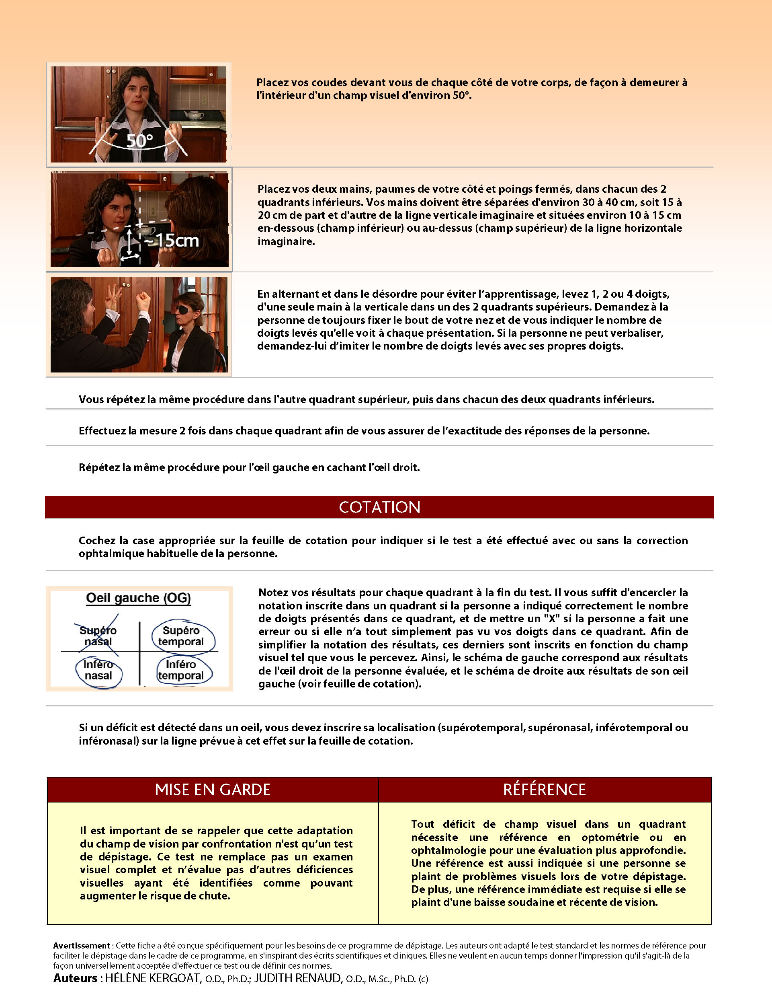 50°
Placez vos coudes devant vous de chaque côté de votre corps, de façon à demeurer à
l'intérieur d'un champ visuel d'environ 50°.
~15cm
Placez vos deux mains, paumes de votre côté et poings fermés, dans chacun des 2
quadrants inférieurs. Vos mains doivent être séparées d'environ 30 à 40 cm, soit 15 à
20 cm de part et d'autre de la ligne verticale imaginaire et situées environ 10 à 15 cm
en-dessous (champ inférieur) ou au-dessus (champ supérieur) de la ligne horizontale
imaginaire.
En alternant et dans le désordre pour éviter l’apprentissage, levez 1, 2 ou 4 doigts,
d'une seule main à la verticale dans un des 2 quadrants supérieurs. Demandez à la
personne de toujours fixer le bout de votre nez et de vous indiquer le nombre de
doigts levés qu'elle voit à chaque présentation. Si la personne ne peut verbaliser,
demandez-lui d’imiter le nombre de doigts levés avec ses propres doigts.
Vous répétez la même procédure dans l'autre quadrant supérieur, puis dans chacun des deux quadrants inférieurs.
Effectuez la mesure 2 fois dans chaque quadrant afin de vous assurer de l’exactitude des réponses de la personne.
Répétez la même procédure pour l'œil gauche en cachant l'œil droit.
COTATION
Cochez la case appropriée sur la feuille de cotation pour indiquer si le test a été effectué avec ou sans la correction
ophtalmique habituelle de la personne.
Oeil gauche (OG)
Supéro
nasal
Supéro
temporal
Inféro
nasal
Inféro
temporal
Notez vos résultats pour chaque quadrant à la fin du test. Il vous suffit d'encercler la
notation inscrite dans un quadrant si la personne a indiqué correctement le nombre
de doigts présentés dans ce quadrant, et de mettre un "X" si la personne a fait une
erreur ou si elle n’a tout simplement pas vu vos doigts dans ce quadrant. Afin de
simplifier la notation des résultats, ces derniers sont inscrits en fonction du champ
visuel tel que vous le percevez. Ainsi, le schéma de gauche correspond aux résultats
de l'œil droit de la personne évaluée, et le schéma de droite aux résultats de son œil
gauche (voir feuille de cotation).
Si un déficit est détecté dans un oeil, vous devez inscrire sa localisation (supérotemporal, supéronasal, inférotemporal ou
inféronasal) sur la ligne prévue à cet effet sur la feuille de cotation.
MISE EN GARDE
Il est important de se rappeler que cette adaptation
du champ de vision par confrontation n'est qu’un test
de dépistage. Ce test ne remplace pas un examen
visuel complet et n’évalue pas d’autres déficiences
visuelles ayant été identifiées comme pouvant
augmenter le risque de chute.
RÉFÉRENCE
Tout déficit de champ visuel dans un quadrant
nécessite une référence en optométrie ou en
ophtalmologie pour une évaluation plus approfondie.
Une référence est aussi indiquée si une personne se
plaint de problèmes visuels lors de votre dépistage.
De plus, une référence immédiate est requise si elle se
plaint d'une baisse soudaine et récente de vision.
Avertissement : Cette fiche a été conçue spécifiquement pour les besoins de ce programme de dépistage. Les auteurs ont adapté le test standard et les normes de référence pour
faciliter le dépistage dans le cadre de ce programme, en s'inspirant des écrits scientifiques et cliniques. Elles ne veulent en aucun temps donner l'impression qu'il s'agit-là de la
façon universellement acceptée d'effectuer ce test ou de définir ces normes.
Auteurs : HÉLÈNE KERGOAT, O.D., Ph.D.; JUDITH RENAUD, O.D., M.Sc., Ph.D. (c)